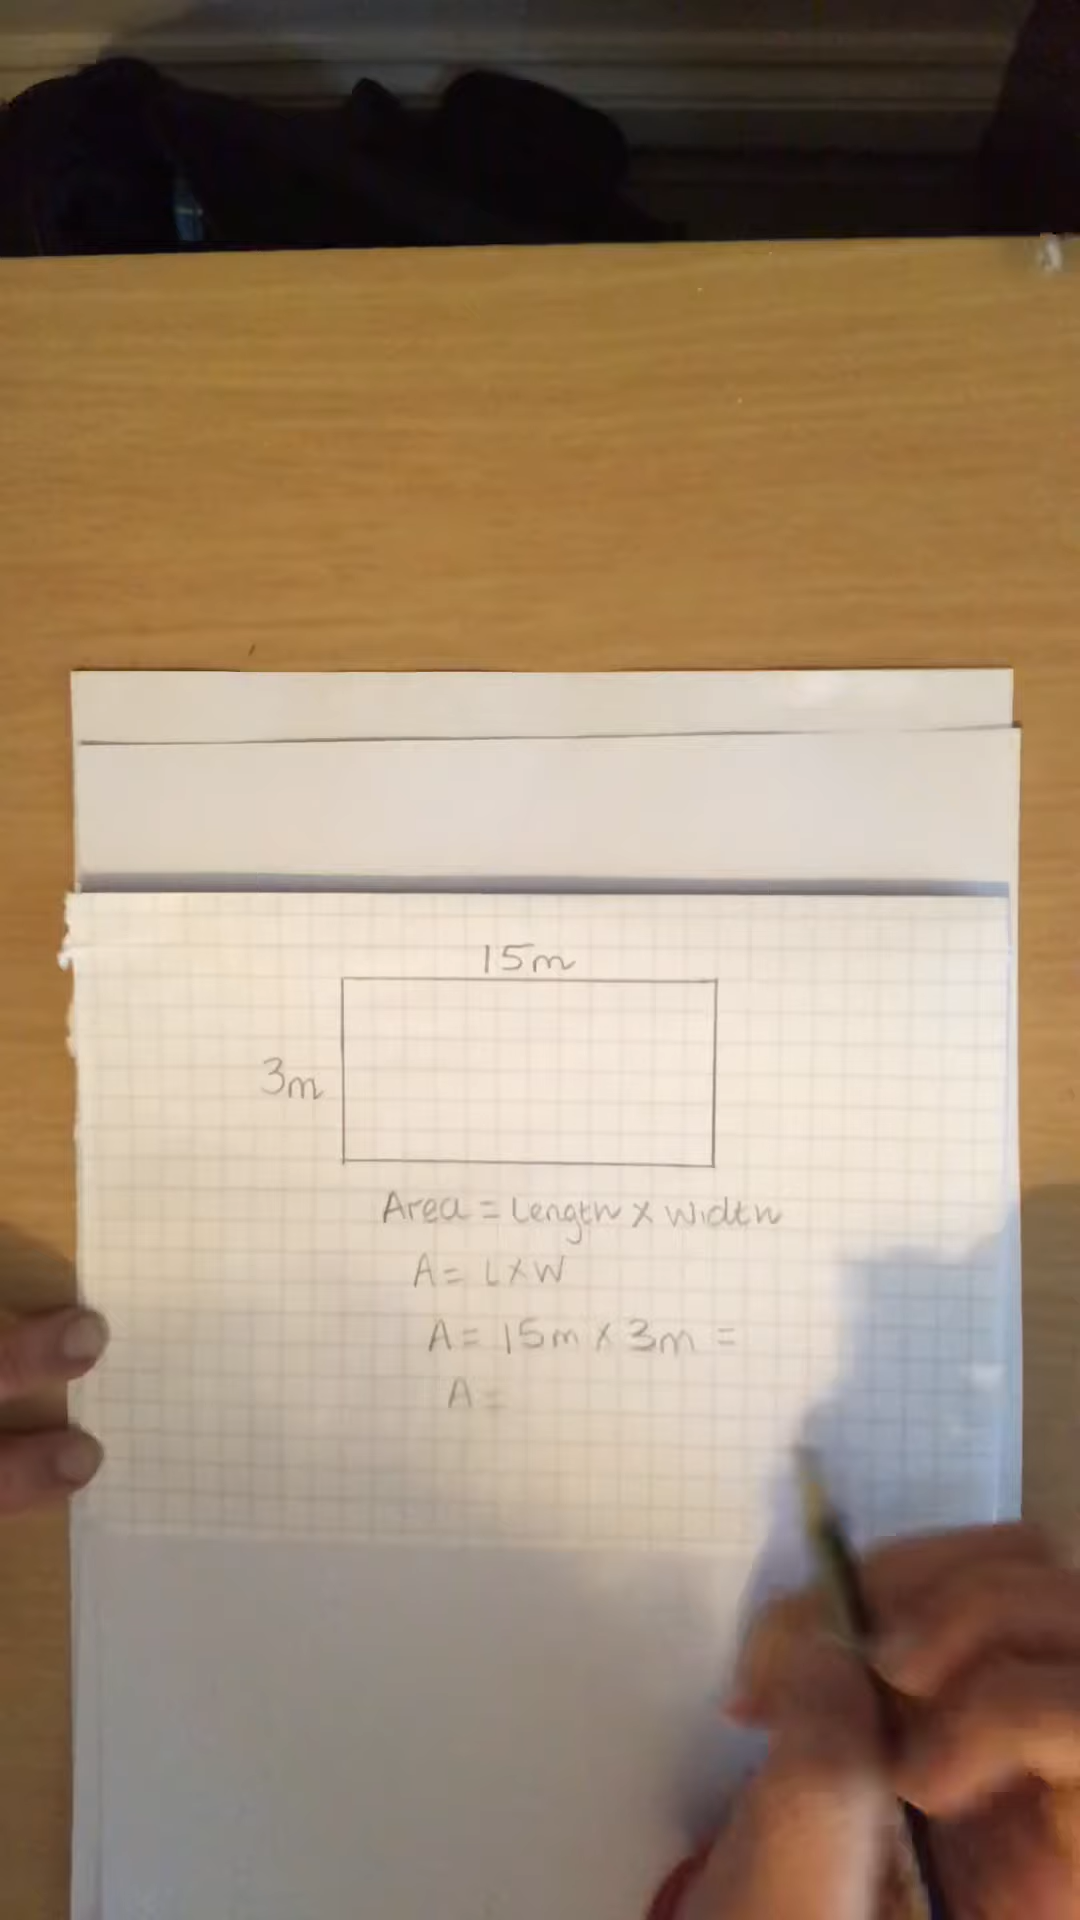 15m
3m
Area = Length x Width
A = L x W
A = 15m x 3m =
A =